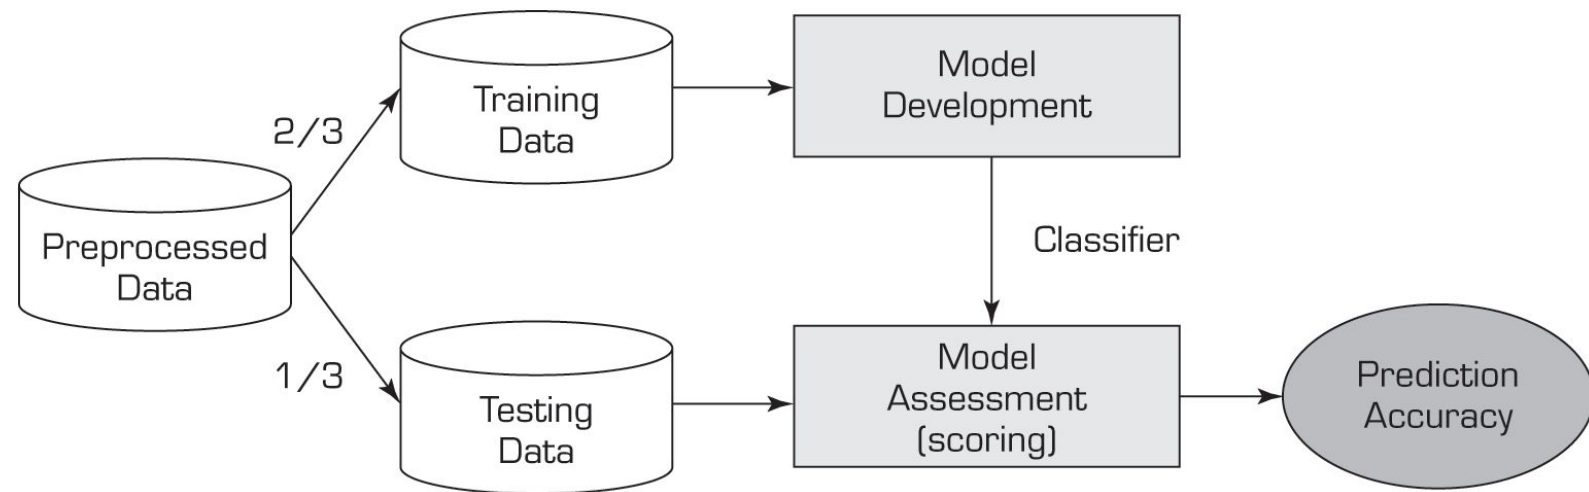 Preprocessed
Data
2/3
1/3
Training
Data
Testing
Data
Model
Development
Classifier
Model
Assessment
(scoring)
Prediction
Accuracy